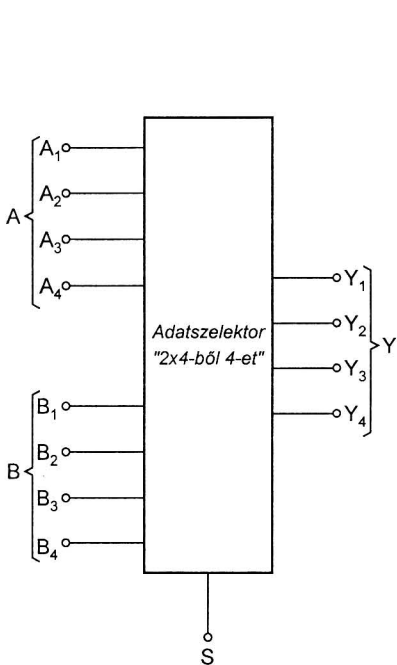 A
A₁
A₂
A₃
A₄
Adatszelektor
"2x4-ből 4-et"
B
B₁
B₂
B₃
B₄
Y₁
Y₂
Y₃
Y₄
Y
S